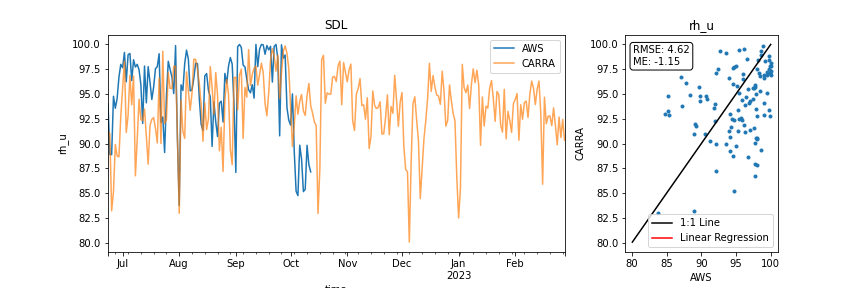 SDL
rh_u
AWS
CARRA
100.0
97.5
95.0
92.5
90.0
87.5
85.0
82.5
80.0
rh_u
Jul
Aug
Sep
Oct
Nov
Dec
Jan
2023
Feb
time
RMSE: 4.62
ME: -1.15
100.0
97.5
95.0
92.5
90.0
87.5
85.0
82.5
80.0
CARRA
1:1 Line
Linear Regression
80
85
90
95
100
AWS